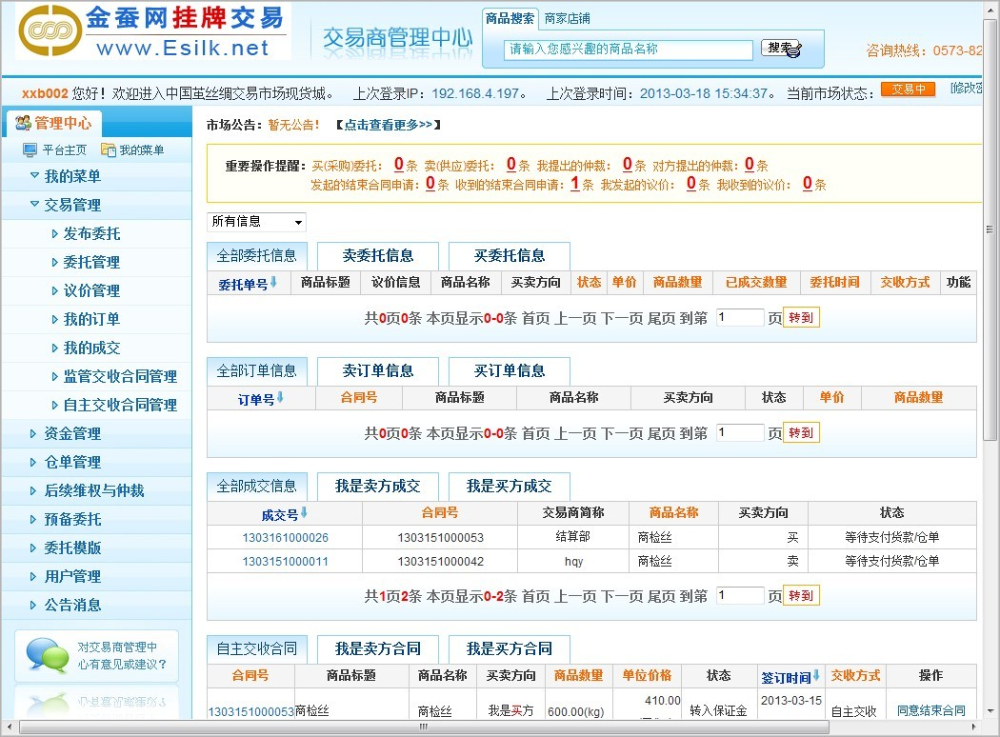 金蚕网挂牌交易
www.Esilk.net
交易商管理中心
商品搜索 商家店铺
请输入您感兴趣的商品名称 搜索
咨询热线：0573-82
xxb002 您好！欢迎进入中国茧丝绸交易市场现货城。 上次登录IP：192.168.4.197。 上次登录时间：2013-03-18 15:34:37。 当前市场状态： 交易中 [修改密
管理中心
平台主页 我的菜单
我的菜单
交易管理
发布委托
委托管理
议价管理
我的订单
我的成交
监管交收合同管理
自主交收合同管理
资金管理
仓单管理
后续维权与仲裁
预备委托
委托模版
用户管理
公告消息
对交易商管理中
心有意见或建议？
市场公告：暂无公告! 【点击查看更多>>】
重要操作提醒：买(采购)委托： 0条 卖(供应)委托： 0条 我提出的仲裁： 0条 对方提出的仲裁：0条
发起的结束合同申请：0条 收到的结束合同申请：1条 我发起的议价： 0条 我收到的议价： 0条
所有信息
全部委托信息 卖委托信息 买委托信息
委托单号 商品标题 议价信息 商品名称 买卖方向 状态 单价 商品数量 已成交数量 委托时间 交收方式 功能
共0页0条 本页显示0-0条 首页 上一页 下一页 尾页 到第 1 页 转到
全部订单信息 卖订单信息 买订单信息
订单号 合同号 商品标题 商品名称 买卖方向 状态 单价 商品数量
共0页0条 本页显示0-0条 首页 上一页 下一页 尾页 到第 1 页 转到
全部成交信息 我是卖方成交 我是买方成交
成交号 合同号 交易商简称 商品名称 买卖方向 状态
1303161000026 1303151000053 结算部 商检丝 买 等待支付货款/仓单
1303151000011 1303151000042 hqy 商检丝 卖 等待支付货款/仓单
共1页2条 本页显示0-2条 首页 上一页 下一页 尾页 到第 1 页 转到
自主交收合同 我是卖方合同 我是买方合同
合同号 商品标题 商品名称 买卖方向 商品数量 单位价格 状态 签订时间 交收方式 操作
1303151000053 商检丝 商检丝 我是买方 600.00(kg) 410.00 转入保证金 2013-03-15 自主交收 同意结束合同